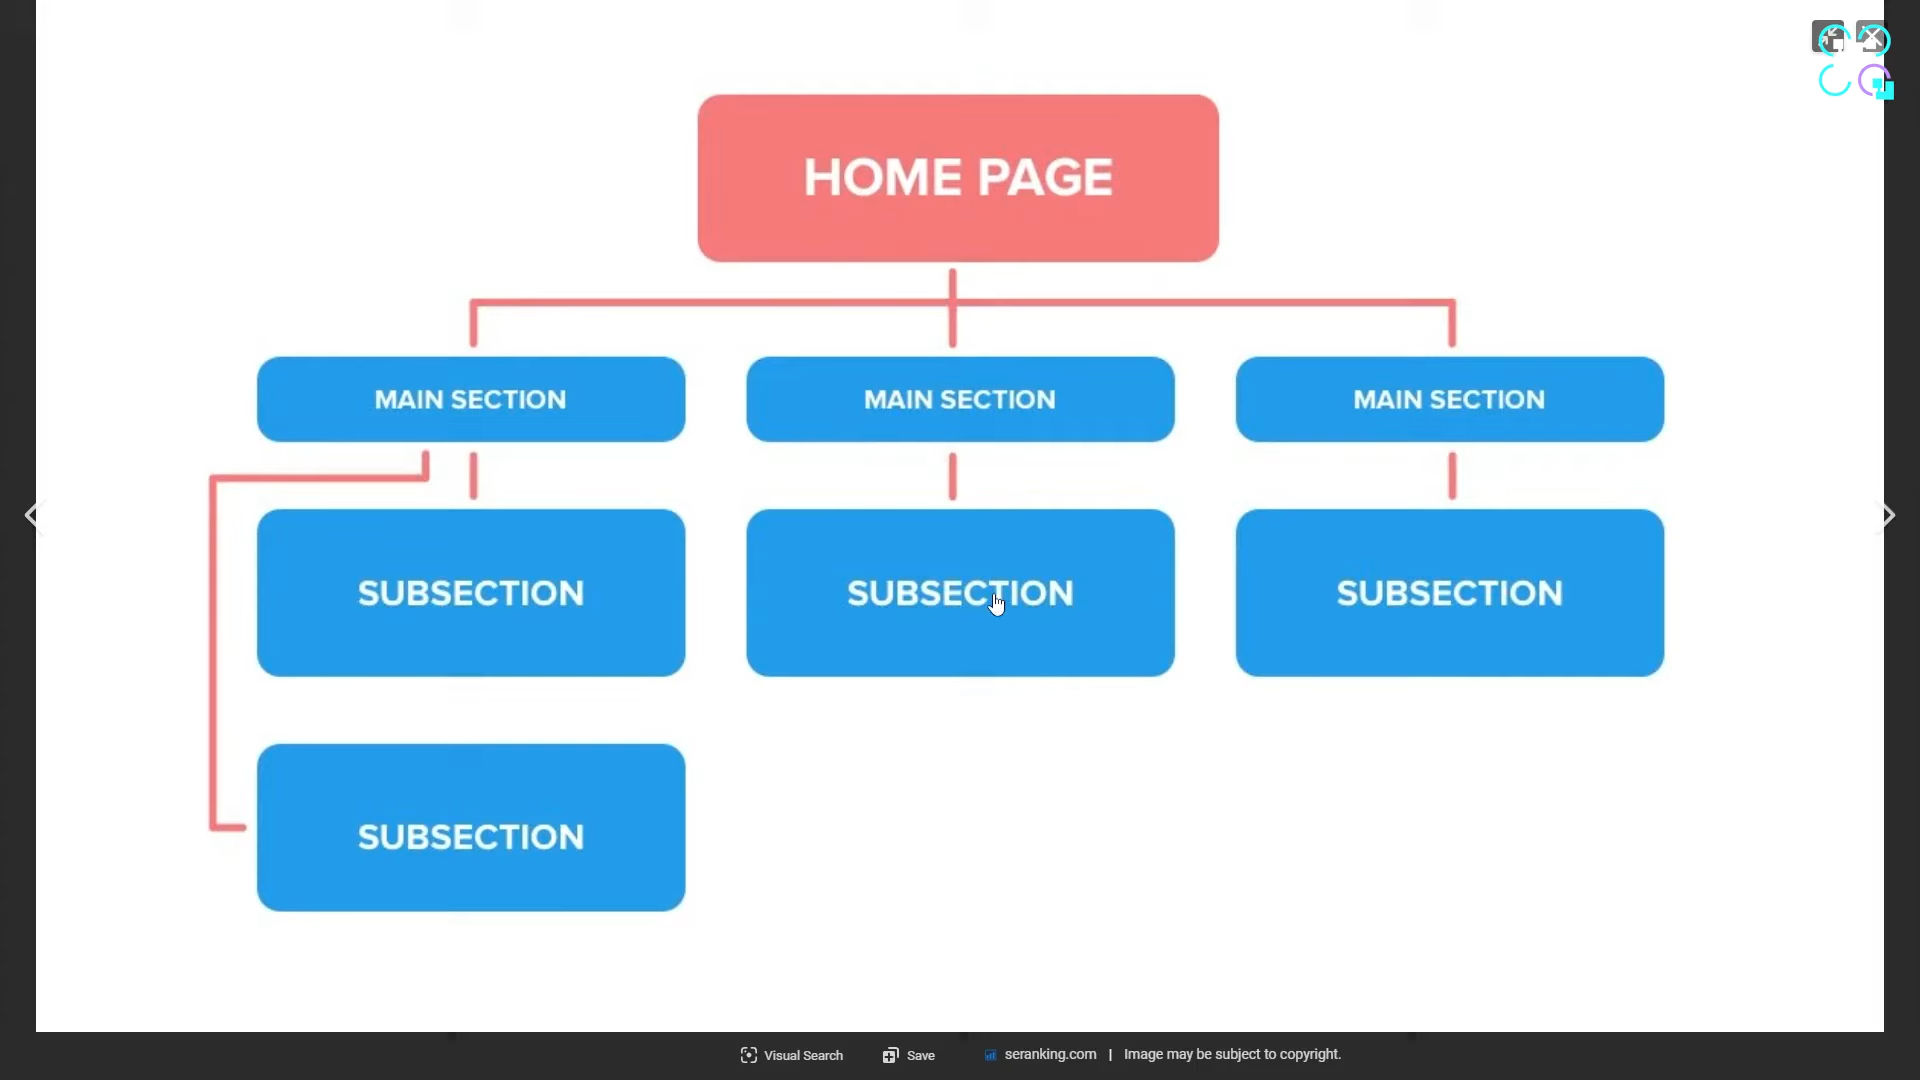 HOME PAGE
MAIN SECTION
MAIN SECTION
MAIN SECTION
SUBSECTION
SUBSECTION
SUBSECTION
SUBSECTION
Visual Search
Save
seranking.com | Image may be subject to copyright.